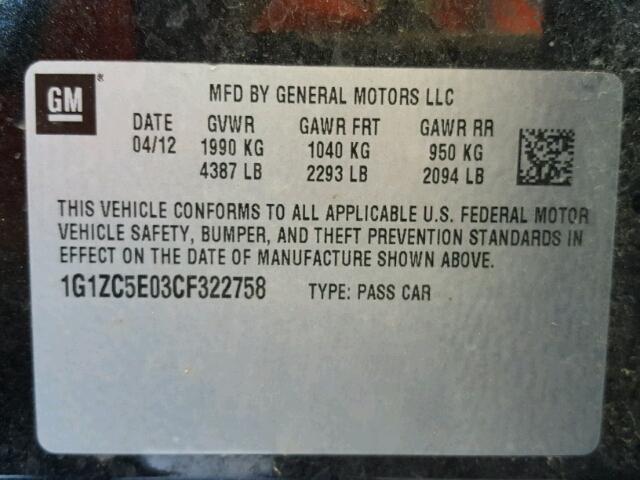 GM
MFD BY GENERAL MOTORS LLC
DATE GVWR GAWR FRT GAWR RR
04/12 1990 KG 1040 KG 950 KG
4387 LB 2293 LB 2094 LB
THIS VEHICLE CONFORMS TO ALL APPLICABLE U.S. FEDERAL MOTOR
VEHICLE SAFETY, BUMPER, AND THEFT PREVENTION STANDARDS IN
EFFECT ON THE DATE OF MANUFACTURE SHOWN ABOVE.
1G1ZC5E03CF322758 TYPE: PASS CAR